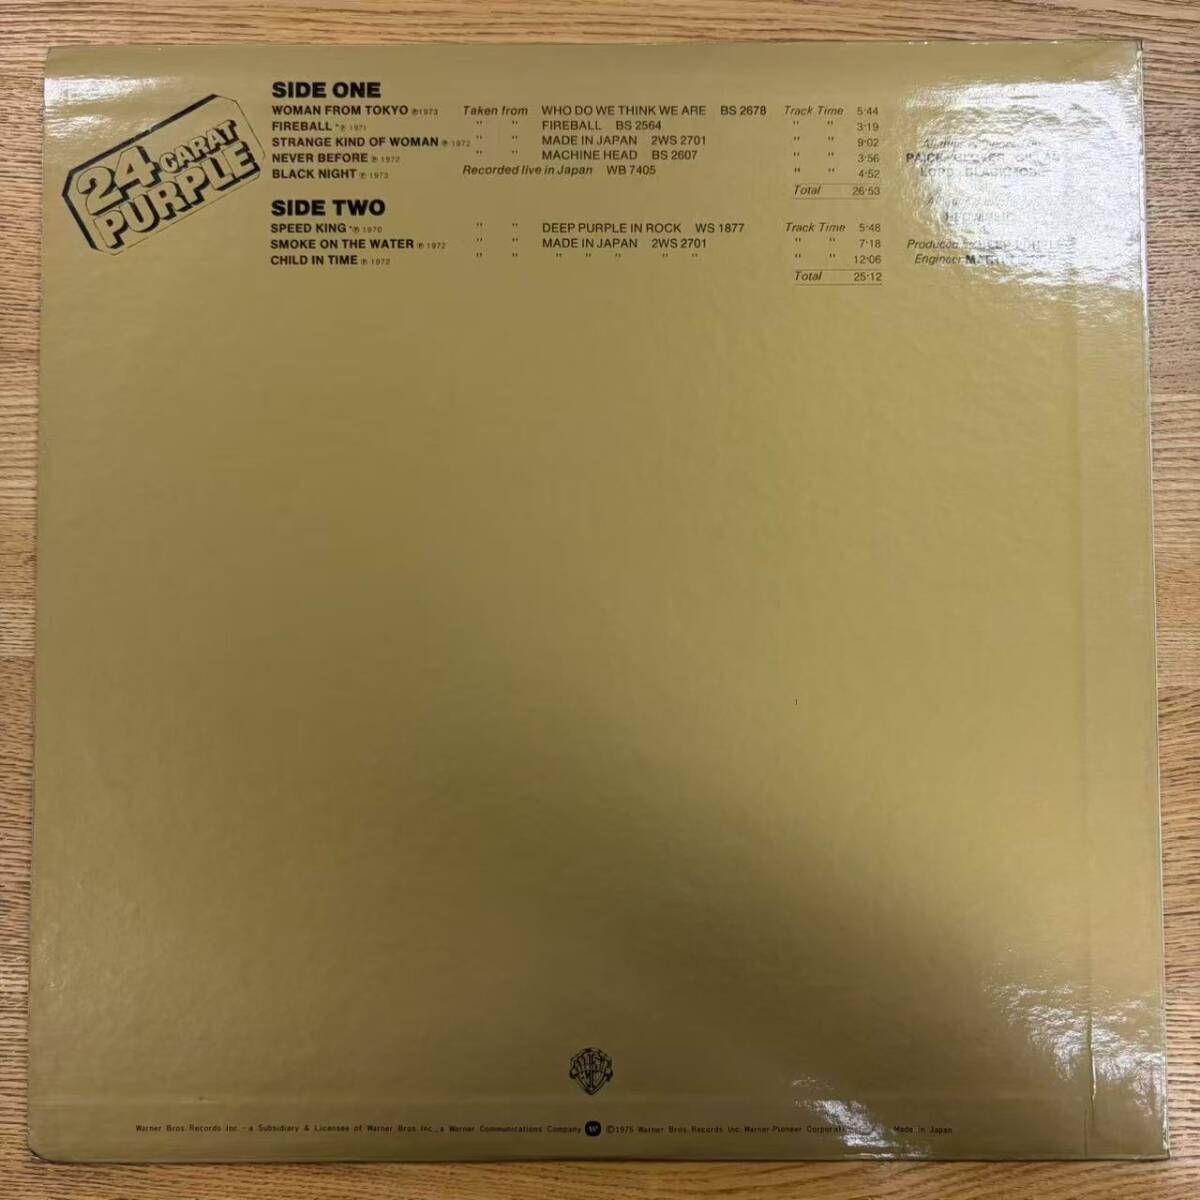 24 CARAT
PURPLE
SIDE ONE
WOMAN FROM TOKYO ℗1973 Taken from WHO DO WE THINK WE ARE BS 2678 Track Time 5·44
FIREBALL ℗ 1971 " " FIREBALL BS 2564 " " 3·19
STRANGE KIND OF WOMAN ℗ 1972 " " MADE IN JAPAN 2WS 2701 " " 9·02
NEVER BEFORE ℗ 1972 " " MACHINE HEAD BS 2607 " " 3·56
BLACK NIGHT ℗ 1973 Recorded live in Japan WB 7405 " " 4·52
Total 26·53
SIDE TWO
SPEED KING ℗ 1970 " " DEEP PURPLE IN ROCK WS 1877 Track Time 5·48
SMOKE ON THE WATER ℗ 1972 " " MADE IN JAPAN 2WS 2701 " " 7·18
CHILD IN TIME ℗ 1972 " " " " " " " " " 12·06
Total 25·12
PAICE
LORD
Produced by
Engineer
Warner Bros. Records Inc. - a Subsidiary & Licensee of Warner Bros. Inc., a Warner Communications Company ©1975 Warner Bros. Records Inc. Warner-Pioneer Made in Japan